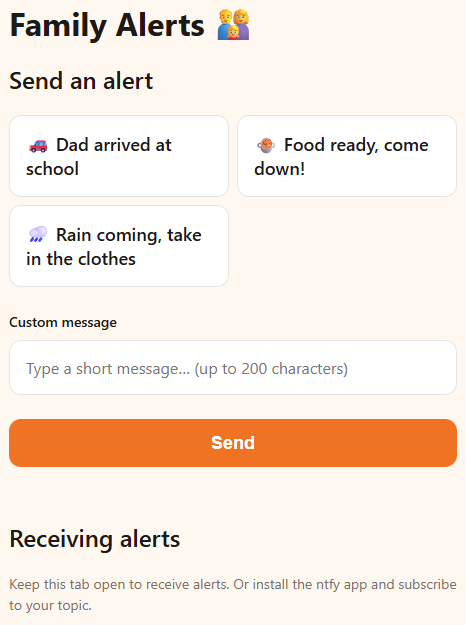 Family Alerts 👨‍👩‍👧
Send an alert
🚗 Dad arrived at
school
🍲 Food ready, come
down!
🌧️ Rain coming, take
in the clothes
Custom message
Type a short message... (up to 200 characters)
Send
Receiving alerts
Keep this tab open to receive alerts. Or install the ntfy app and subscribe
to your topic.